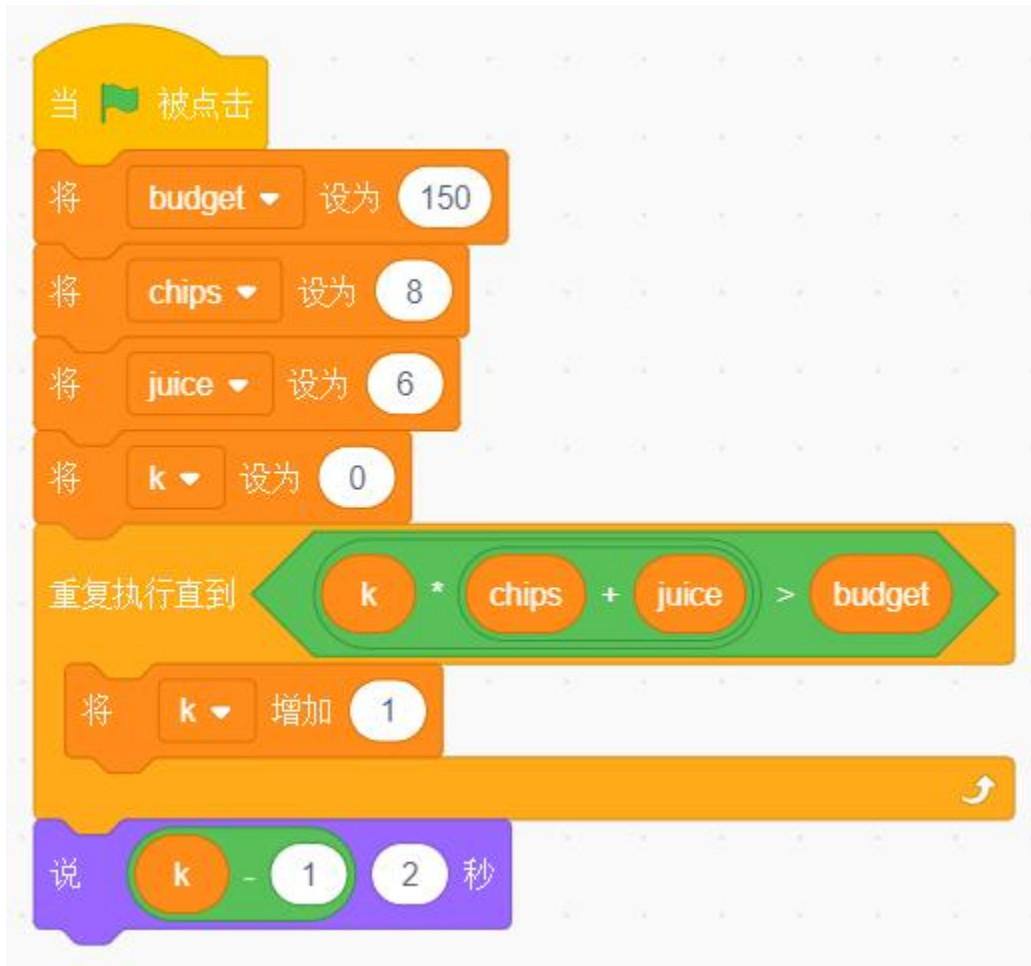 当 被点击
将 budget 设为 150
将 chips 设为 8
将 juice 设为 6
将 k 设为 0
重复执行直到 k * chips + juice > budget
将 k 增加 1
说 k - 1 2 秒